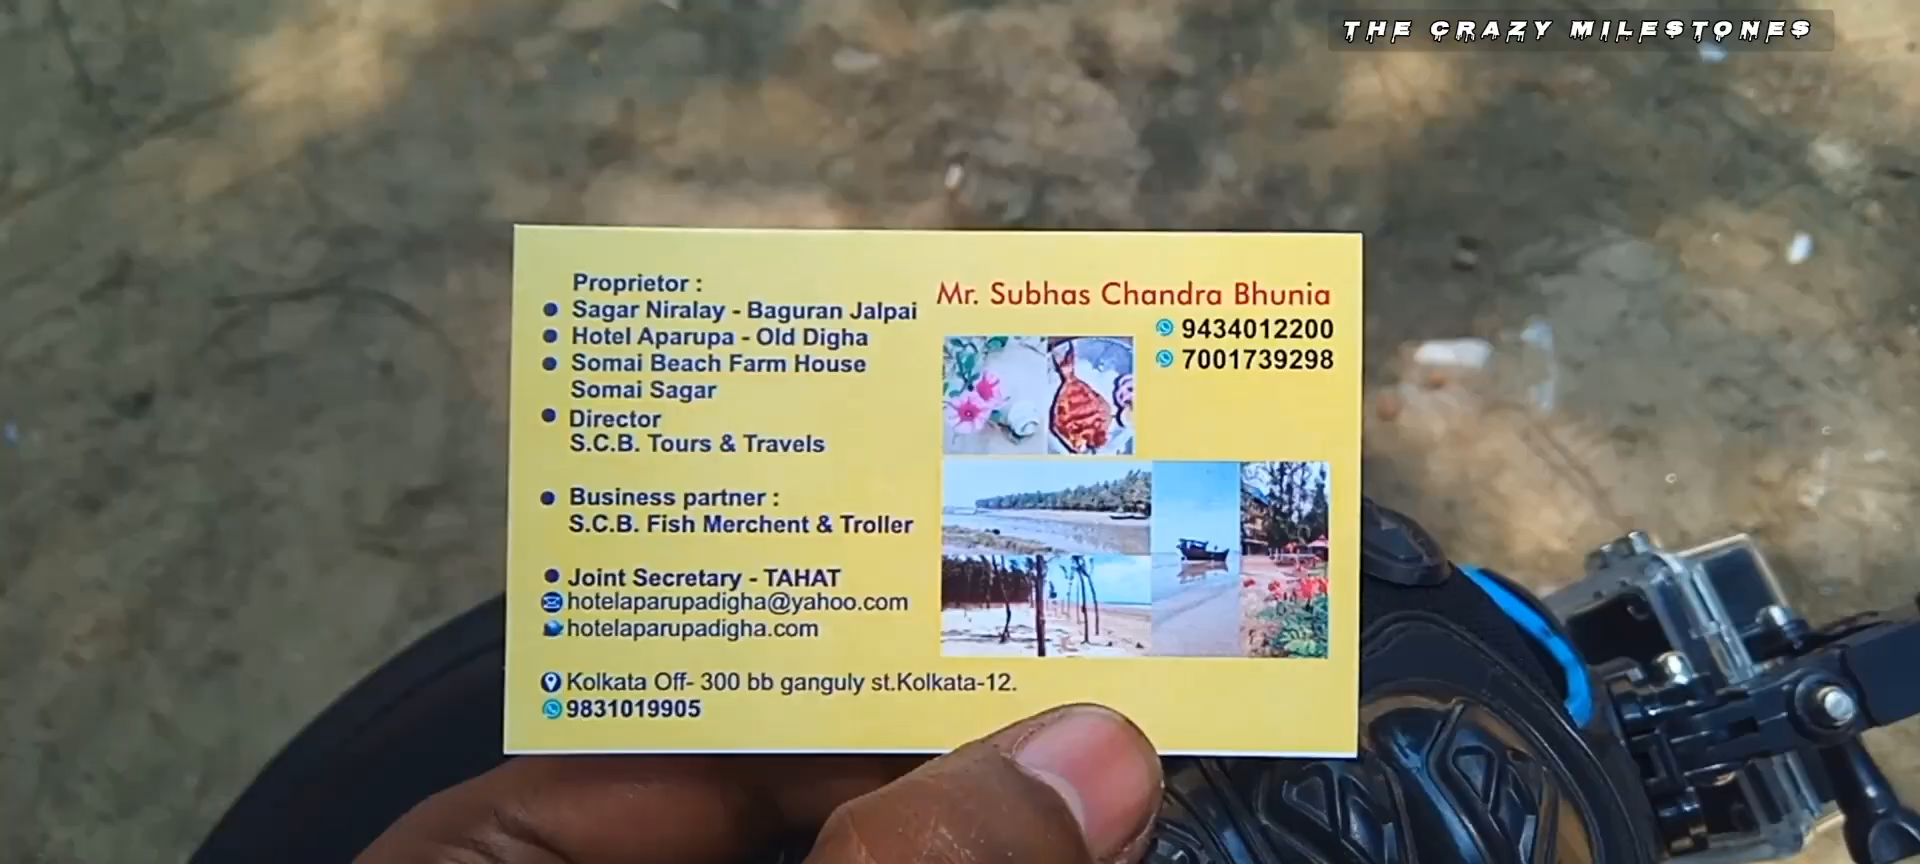 THE CRAZY MILESTONES
Proprietor :
Sagar Niralay - Baguran Jalpai
Hotel Aparupa - Old Digha
Somai Beach Farm House
Somai Sagar
Director
S.C.B. Tours & Travels
Business partner :
S.C.B. Fish Merchent & Troller
Joint Secretary - TAHAT
hotelaparupadigha@yahoo.com
hotelaparupadigha.com
Kolkata Off- 300 bb ganguly st.Kolkata-12.
9831019905
Mr. Subhas Chandra Bhunia
9434012200
7001739298